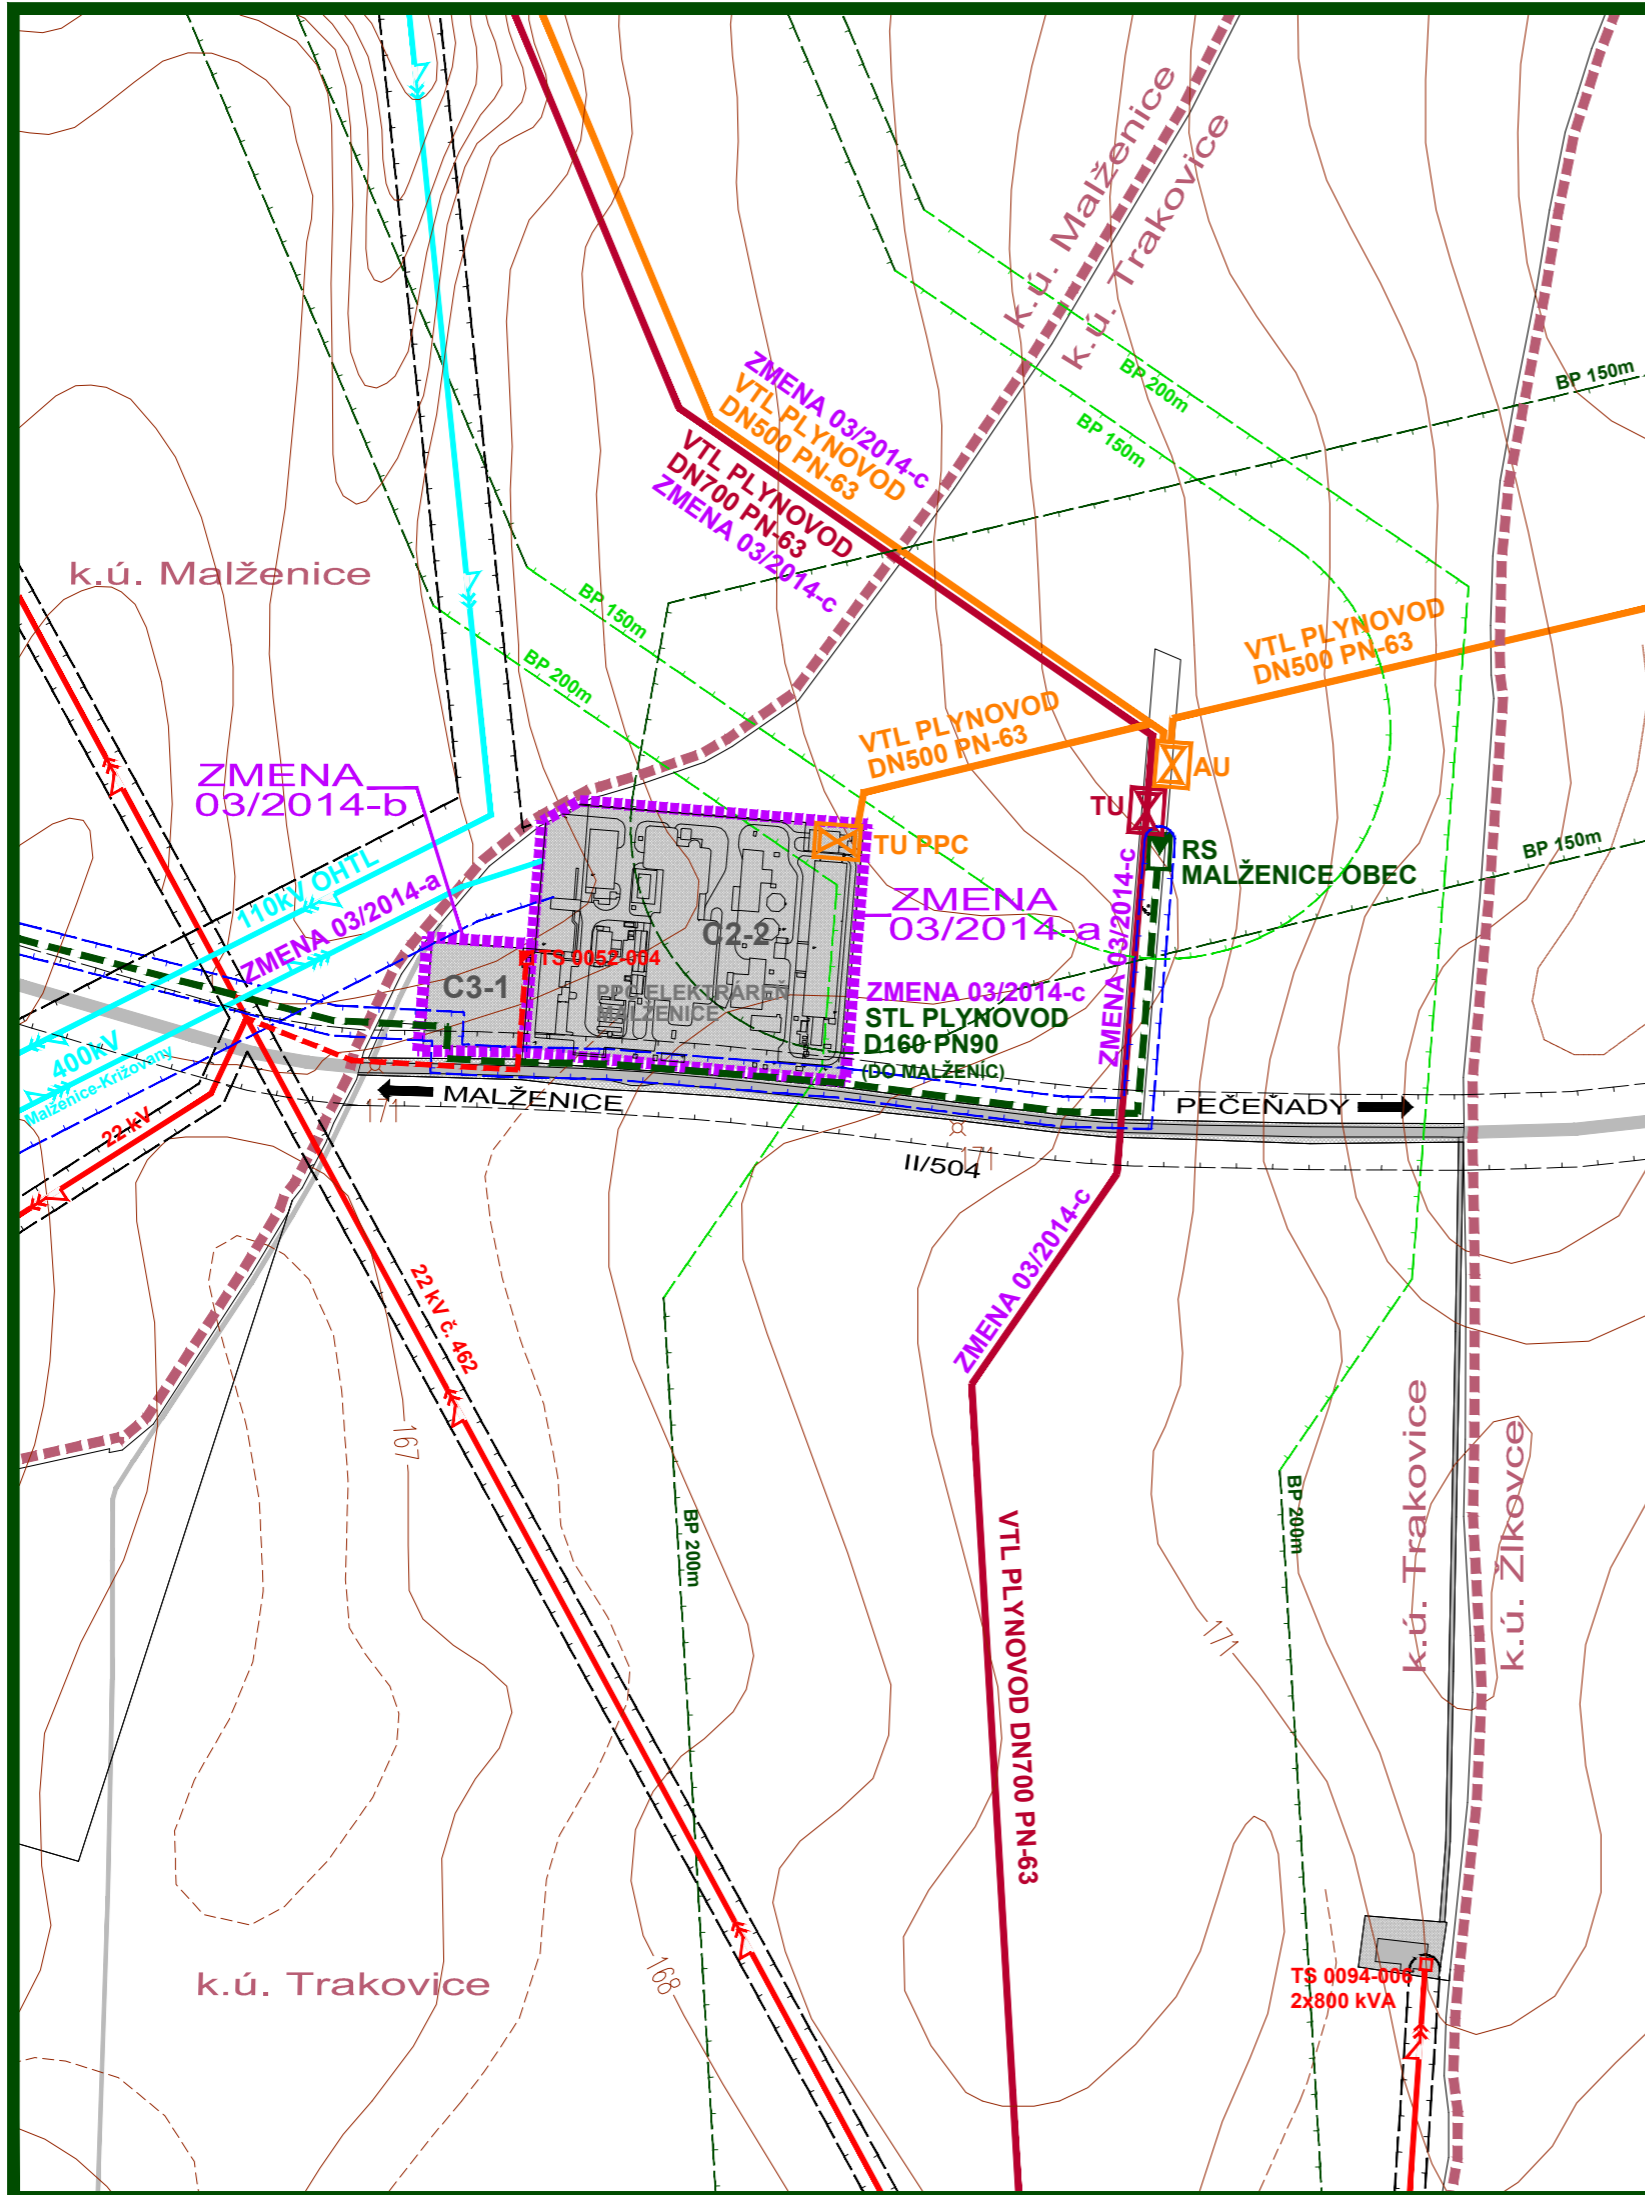 k.ú. Malženice
k.ú. Trakovice
BP 200m
BP 150m
BP 150m
ZMENA 03/2014-c
VTL PLYNOVOD
DN500 PN-63
VTL PLYNOVOD
DN700 PN-63
ZMENA 03/2014-c
k.ú. Malženice
BP 150m
BP 200m
VTL PLYNOVOD
DN500 PN-63
VTL PLYNOVOD
DN500 PN-63
ZMENA
03/2014-b
AU
TU
TU PPC
RS
MALŽENICE OBEC
BP 150m
110kV OHTL
ZMENA 03/2014-a
ZMENA
03/2014-a
ZMENA 03/2014-c
C2-2
TS 0052-004
C3-1
PPC ELEKTRÁREŇ
MALŽENICE
ZMENA 03/2014-c
STL PLYNOVOD
D160 PN90
(DO MALŽENÍC)
400kV
Malženice-Križovany
22 kV
171
MALŽENICE
PEČEŇADY
II/504
171
ZMENA 03/2014-c
22 kV č. 462
167
BP 200m
BP 200m
VTL PLYNOVOD DN700 PN-63
k.ú. Trakovice
k.ú. Žlkovce
171
168
k.ú. Trakovice
TS 0094-006
2x800 kVA